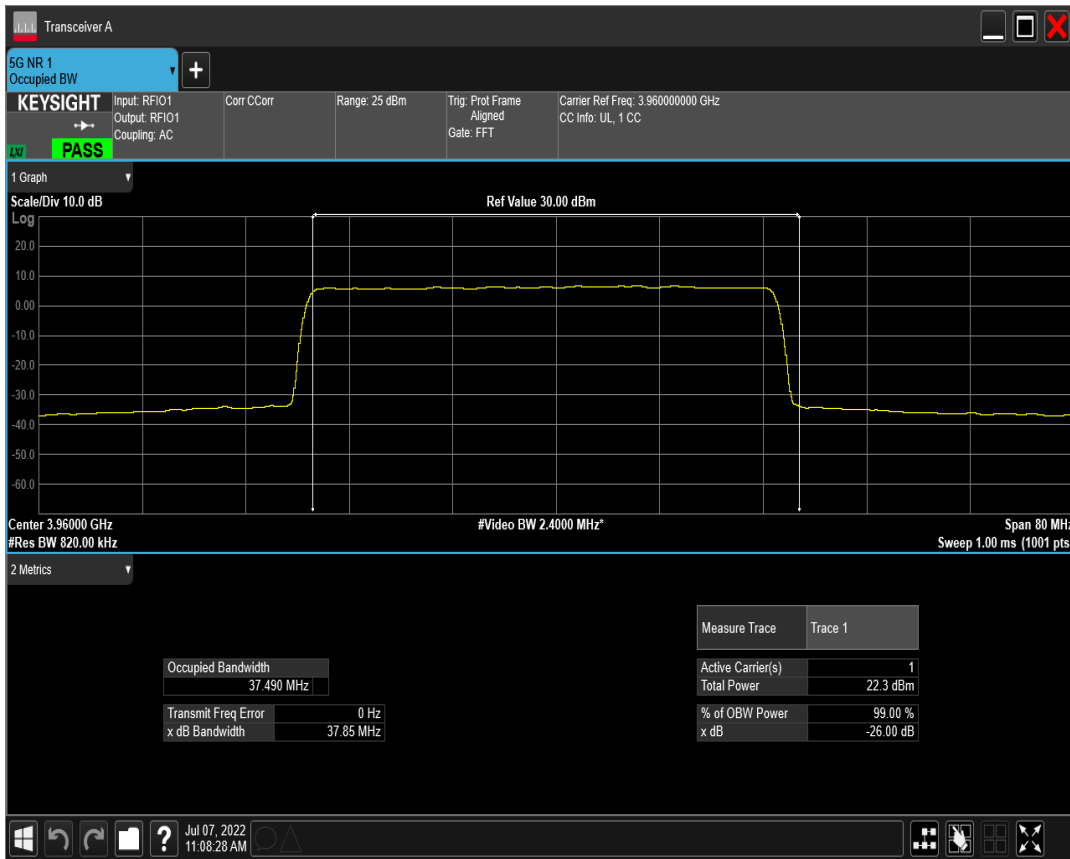 Transceiver A
5G NR 1
Occupied BW
+
KEYSIGHT
LXI
PASS
Input: RFIO1
Output: RFIO1
Coupling: AC
Corr CCorr
Range: 25 dBm
Trig: Prot Frame
Aligned
Gate: FFT
Carrier Ref Freq: 3.960000000 GHz
CC Info: UL, 1 CC
1 Graph
Scale/Div 10.0 dB
Ref Value 30.00 dBm
Log
20.0
10.0
0.00
-10.0
-20.0
-30.0
-40.0
-50.0
-60.0
Center 3.96000 GHz
#Video BW 2.4000 MHz*
Span 80 MHz
#Res BW 820.00 kHz
Sweep 1.00 ms (1001 pts
2 Metrics
Measure Trace Trace 1
Occupied Bandwidth
37.490 MHz
Active Carrier(s) 1
Total Power 22.3 dBm
Transmit Freq Error 0 Hz
x dB Bandwidth 37.85 MHz
% of OBW Power 99.00 %
x dB -26.00 dB
?
Jul 07, 2022
11:08:28 AM